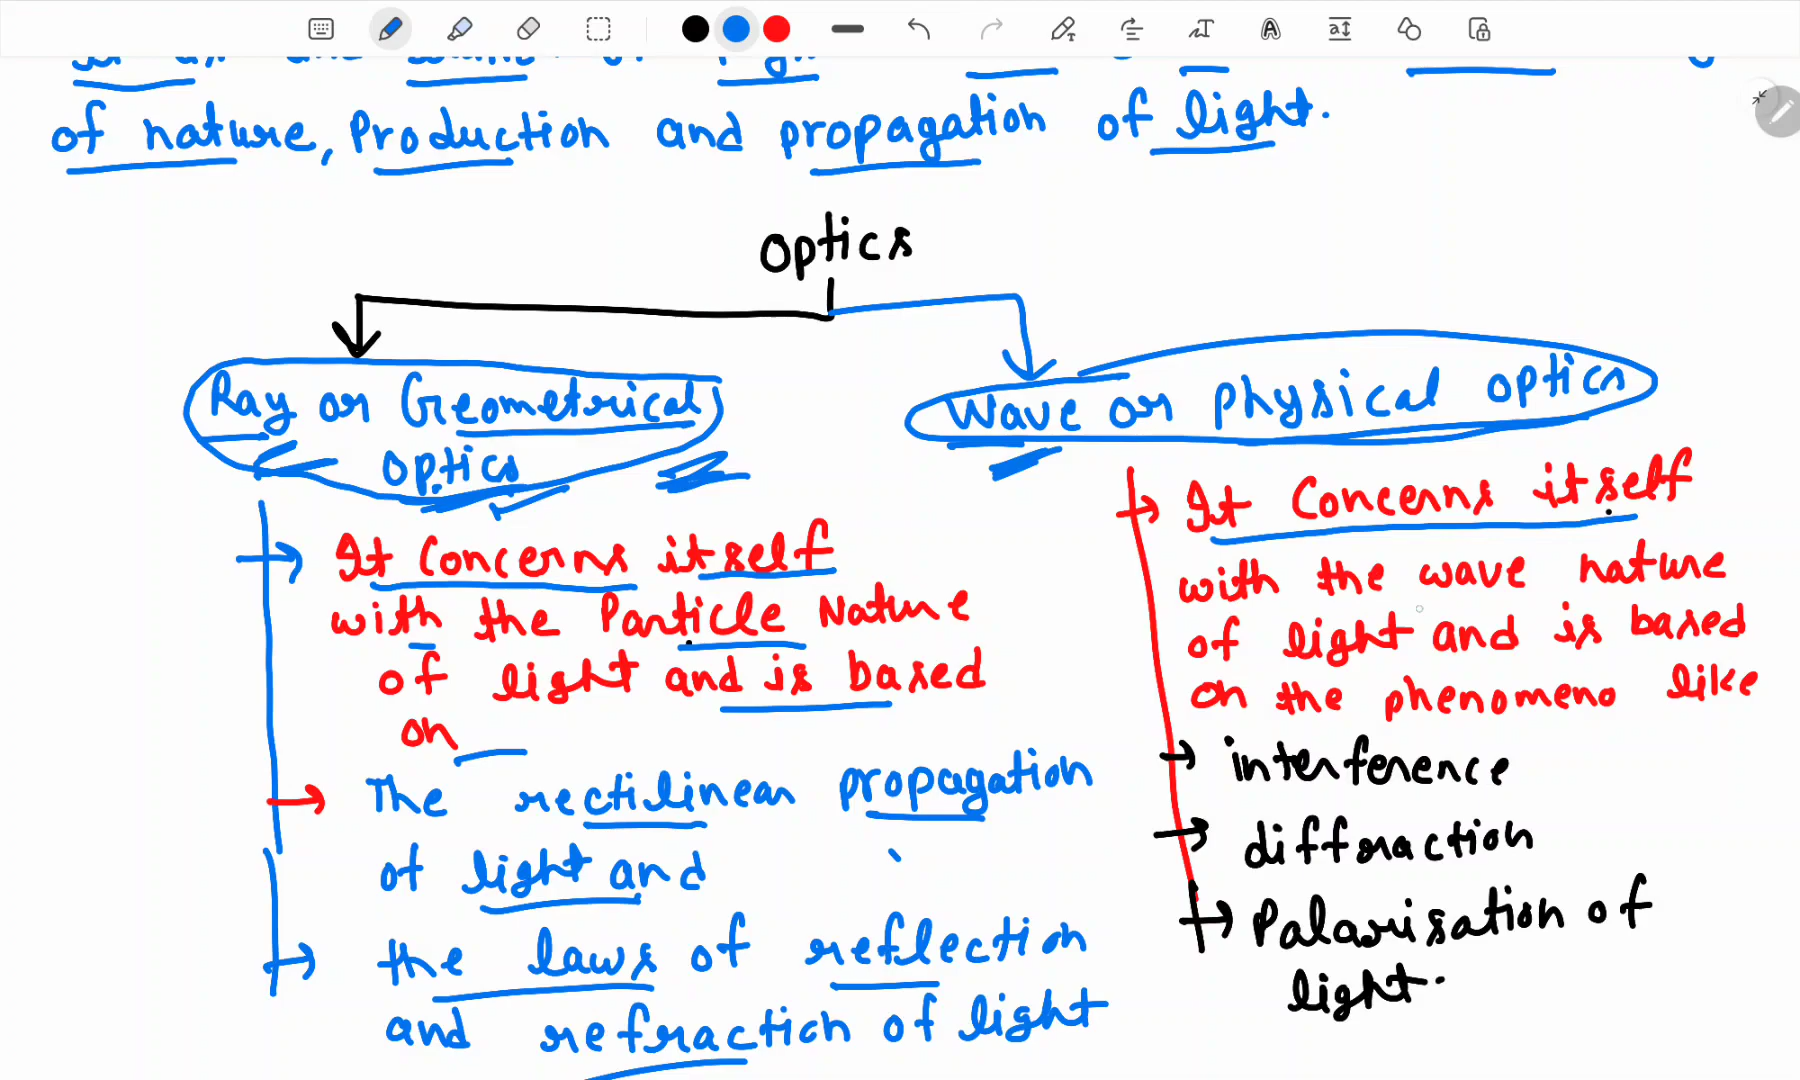 of nature, Production and propagation of light.
Optics
Ray or Geometrical
optics
Wave or physical optics
It Concerns itself
with the Particle Nature
of light and is based
on
The rectilinear propagation
of light and
the laws of reflection
and refraction of light
It Concerns itself
with the wave nature
of light and is based
on the phenomeno like
interference
diffraction
Palarisation of
light.